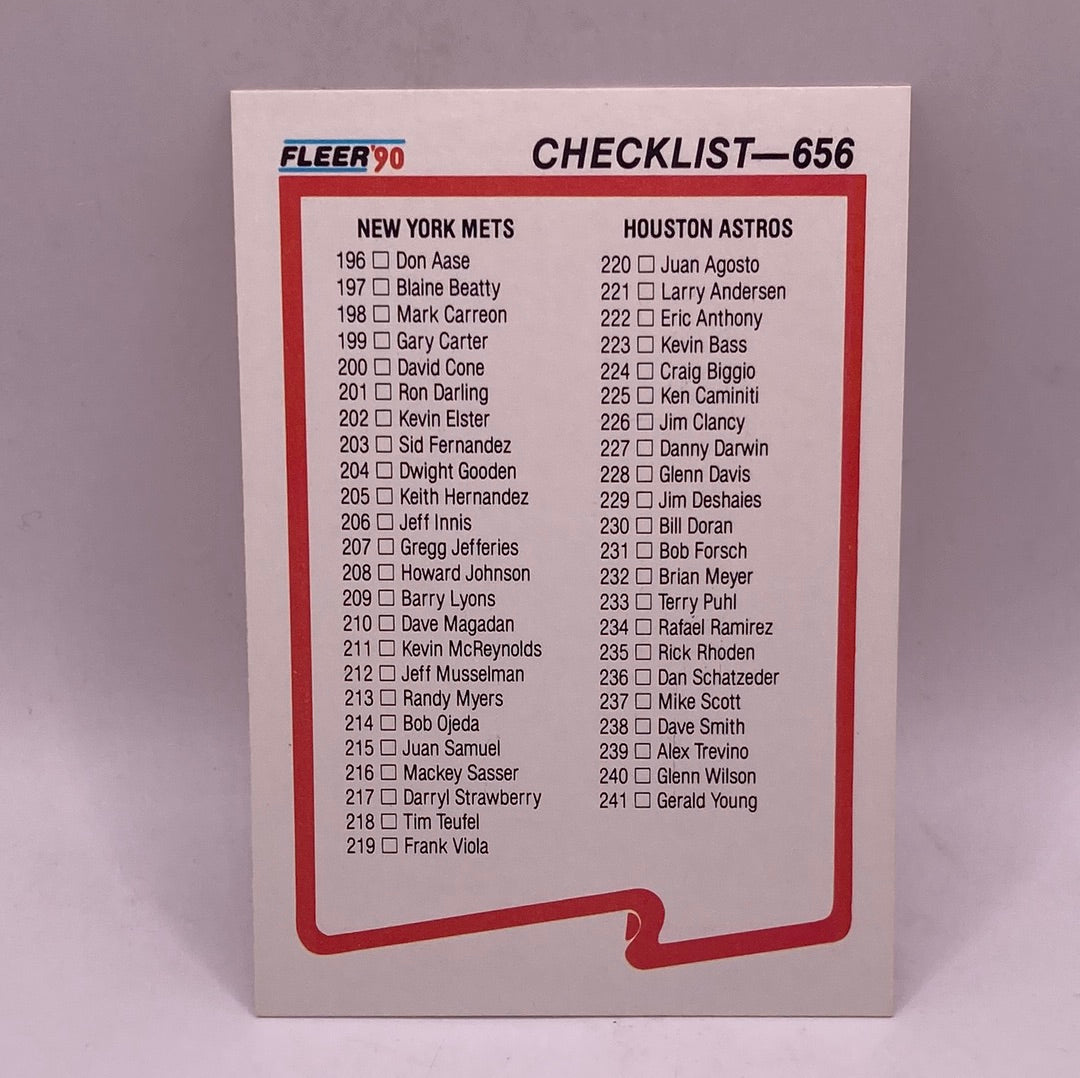 FLEER'90
CHECKLIST—656
NEW YORK METS
196 □ Don Aase
197 □ Blaine Beatty
198 □ Mark Carreon
199 □ Gary Carter
200 □ David Cone
201 □ Ron Darling
202 □ Kevin Elster
203 □ Sid Fernandez
204 □ Dwight Gooden
205 □ Keith Hernandez
206 □ Jeff Innis
207 □ Gregg Jefferies
208 □ Howard Johnson
209 □ Barry Lyons
210 □ Dave Magadan
211 □ Kevin McReynolds
212 □ Jeff Musselman
213 □ Randy Myers
214 □ Bob Ojeda
215 □ Juan Samuel
216 □ Mackey Sasser
217 □ Darryl Strawberry
218 □ Tim Teufel
219 □ Frank Viola
HOUSTON ASTROS
220 □ Juan Agosto
221 □ Larry Andersen
222 □ Eric Anthony
223 □ Kevin Bass
224 □ Craig Biggio
225 □ Ken Caminiti
226 □ Jim Clancy
227 □ Danny Darwin
228 □ Glenn Davis
229 □ Jim Deshaies
230 □ Bill Doran
231 □ Bob Forsch
232 □ Brian Meyer
233 □ Terry Puhl
234 □ Rafael Ramirez
235 □ Rick Rhoden
236 □ Dan Schatzeder
237 □ Mike Scott
238 □ Dave Smith
239 □ Alex Trevino
240 □ Glenn Wilson
241 □ Gerald Young